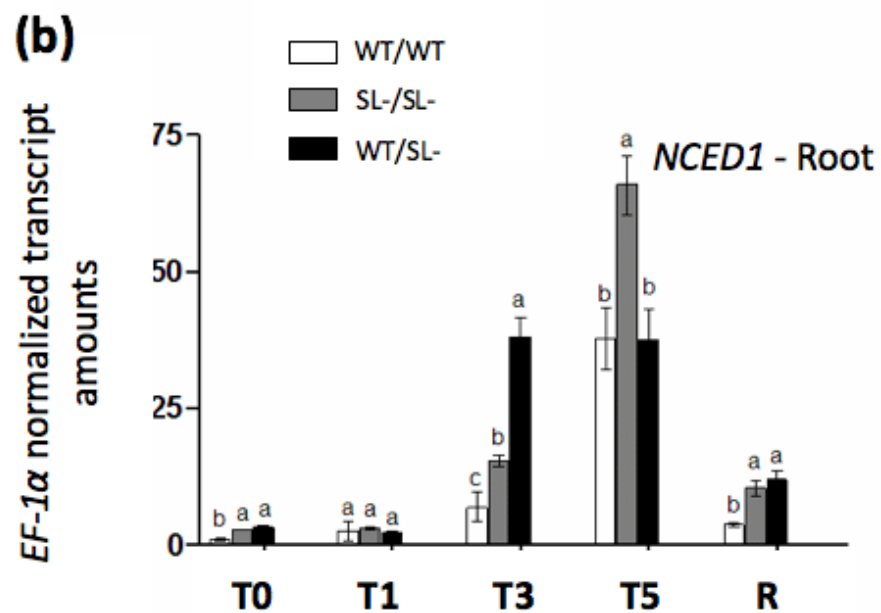 (b)
WT/WT
SL-/SL-
WT/SL-
EF-1α normalized transcript
amounts
75
50
25
0
NCED1 - Root
b a a
a a a
c b a
b a b
b a a
T0 T1 T3 T5 R